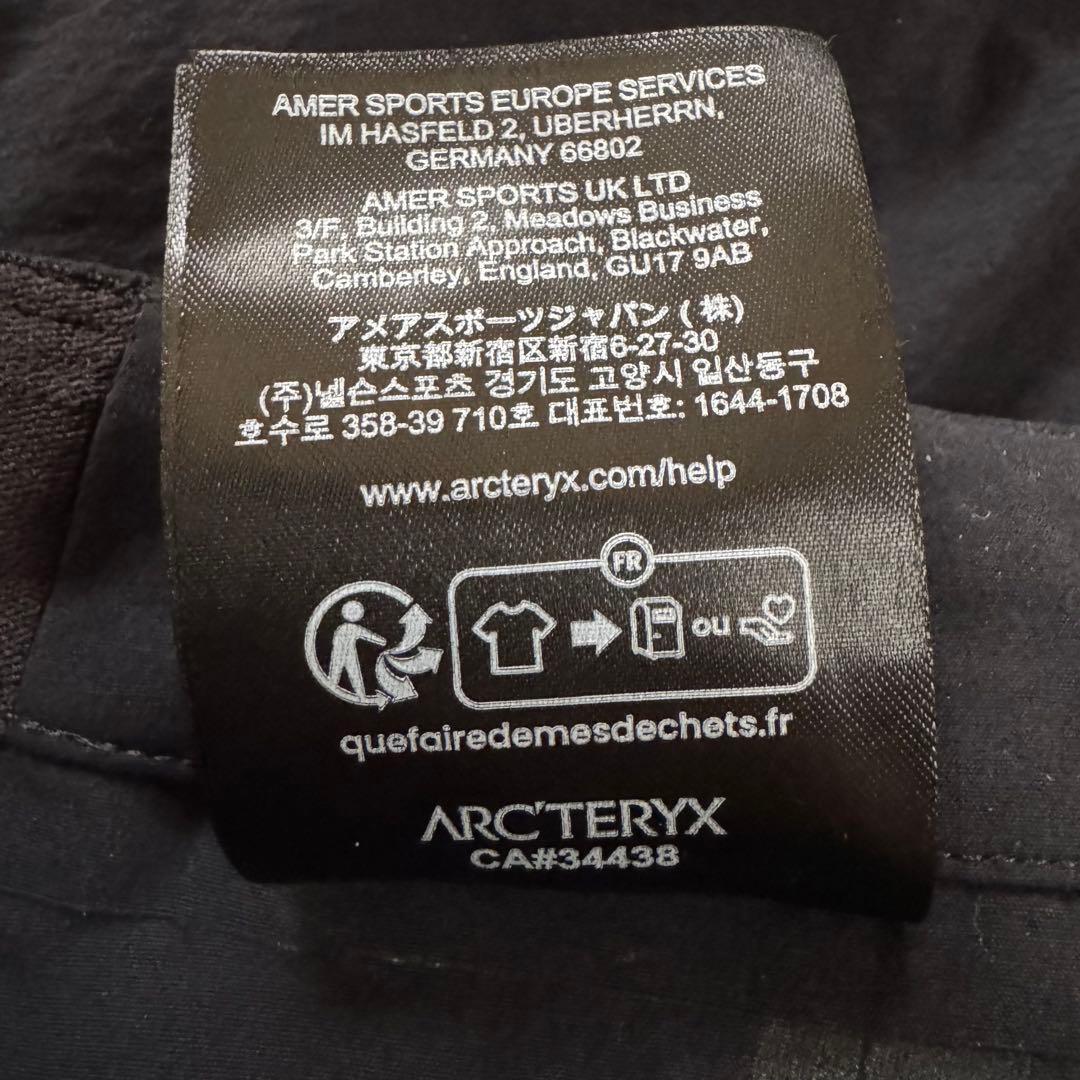 AMER SPORTS EUROPE SERVICES
IM HASFELD 2, UBERHERRN,
GERMANY 66802
AMER SPORTS UK LTD
3/F, Building 2, Meadows Business
Park Station Approach, Blackwater,
Camberley, England, GU17 9AB
アメアスポーツジャパン(株)
東京都新宿区新宿6-27-30
(주)넬슨스포츠 경기도 고양시 일산동구
호수로 358-39 710호 대표번호: 1644-1708
www.arcteryx.com/help
FR
ou
quefairedemesdechets.fr
ARC'TERYX
CA#34438